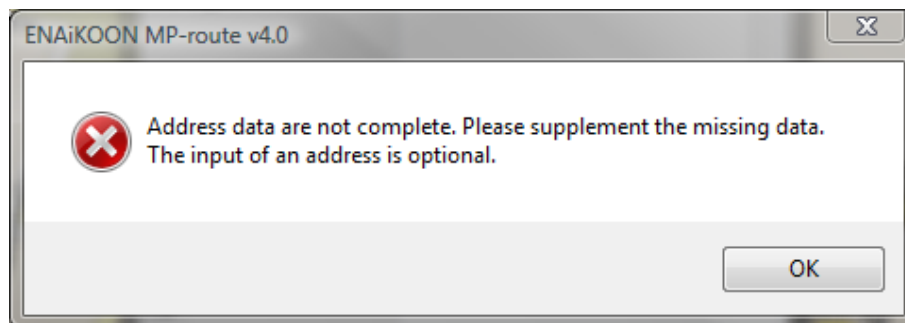 ENAiKOON MP-route v4.0
Address data are not complete. Please supplement the missing data.
The input of an address is optional.
OK